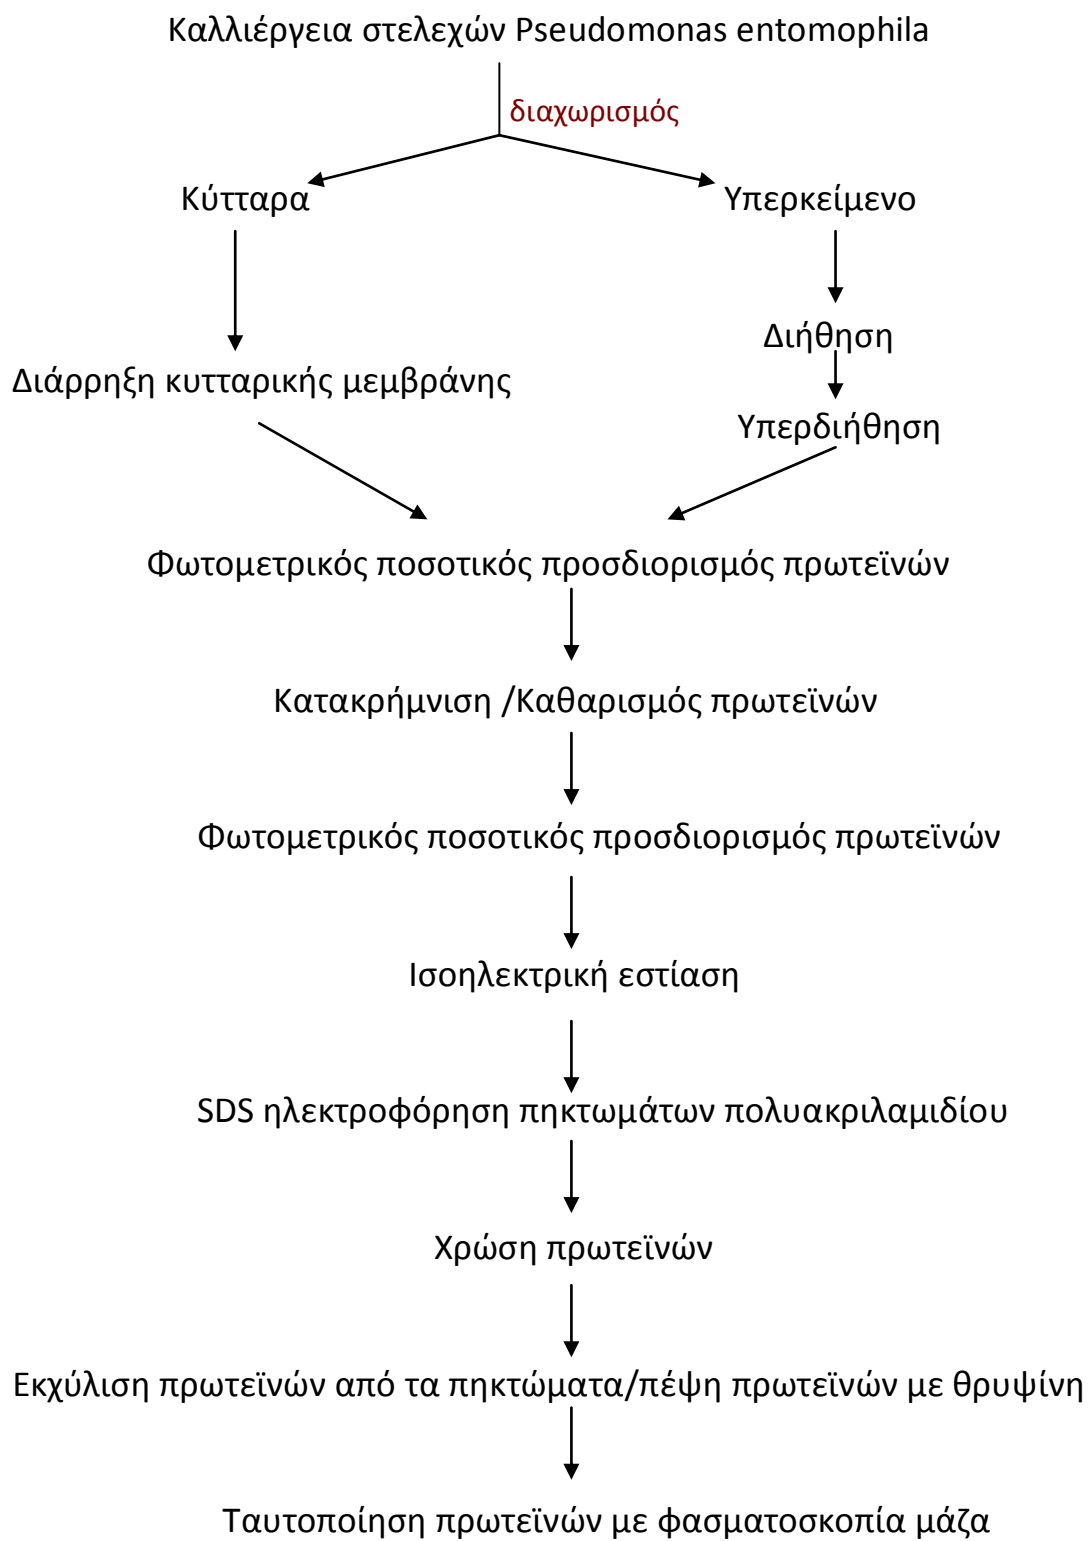 Καλλιέργεια στελεχών Pseudomonas entomophila
διαχωρισμός
Κύτταρα
Υπερκείμενο
Διήθηση
Διάρρηξη κυτταρικής μεμβράνης
Υπερδιήθηση
Φωτομετρικός ποσοτικός προσδιορισμός πρωτεϊνών
Κατακρήμνιση /Καθαρισμός πρωτεϊνών
Φωτομετρικός ποσοτικός προσδιορισμός πρωτεϊνών
Ισοηλεκτρική εστίαση
SDS ηλεκτροφόρηση πηκτωμάτων πολυακριλαμιδίου
Χρώση πρωτεϊνών
Εκχύλιση πρωτεϊνών από τα πηκτώματα/πέψη πρωτεϊνών με θρυψίνη
Ταυτοποίηση πρωτεϊνών με φασματοσκοπία μάζα